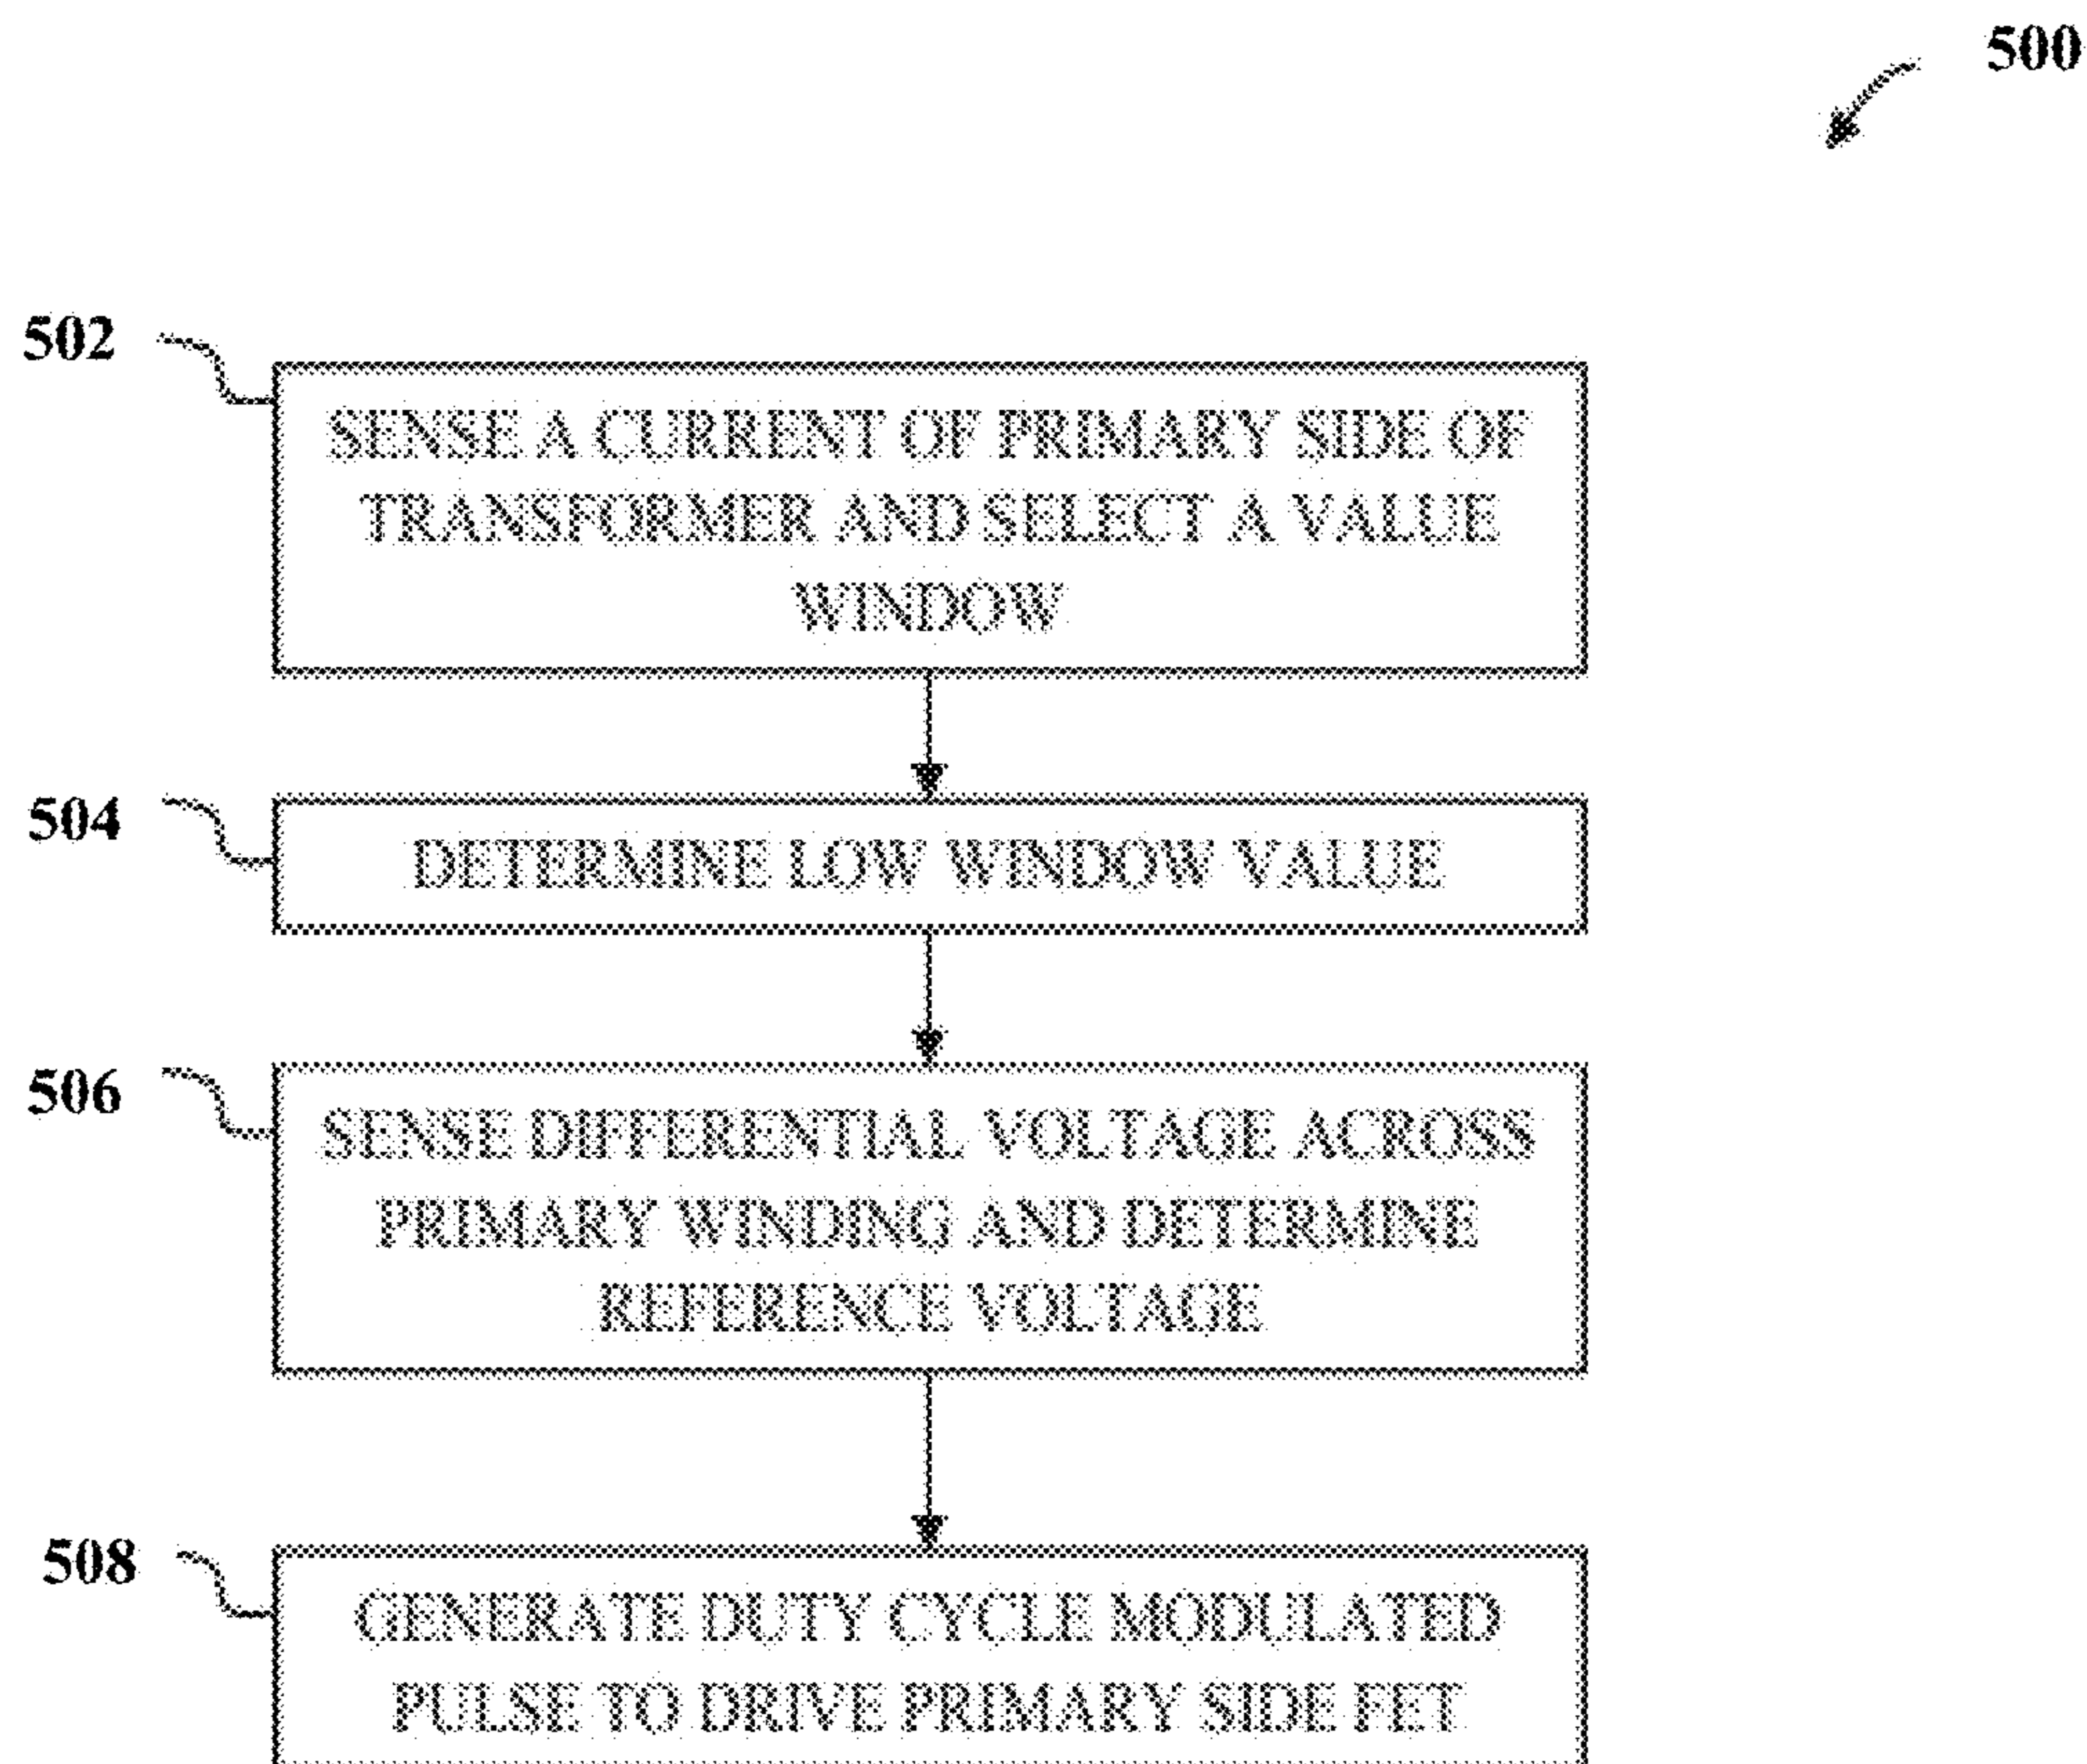 500
502
SENSE A CURRENT OF PRIMARY SIDE OF
TRANSFORMER AND SELECT A VALUE
WINDOW
504
DETERMINE LOW WINDOW VALUE
506
SENSE DIFFERENTIAL VOLTAGE ACROSS
PRIMARY WINDING AND DETERMINE
REFERENCE VOLTAGE
508
GENERATE DUTY CYCLE MODULATED
PULSE TO DRIVE PRIMARY SIDE FET